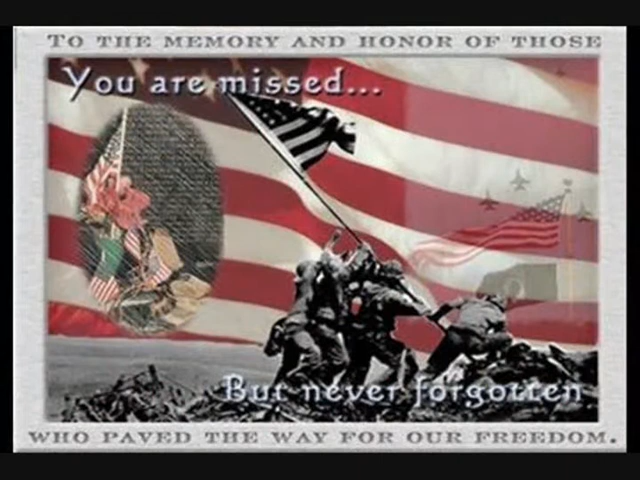 TO THE MEMORY AND HONOR OF THOSE
You are missed...
But never forgotten
WHO PAVED THE WAY FOR OUR FREEDOM.